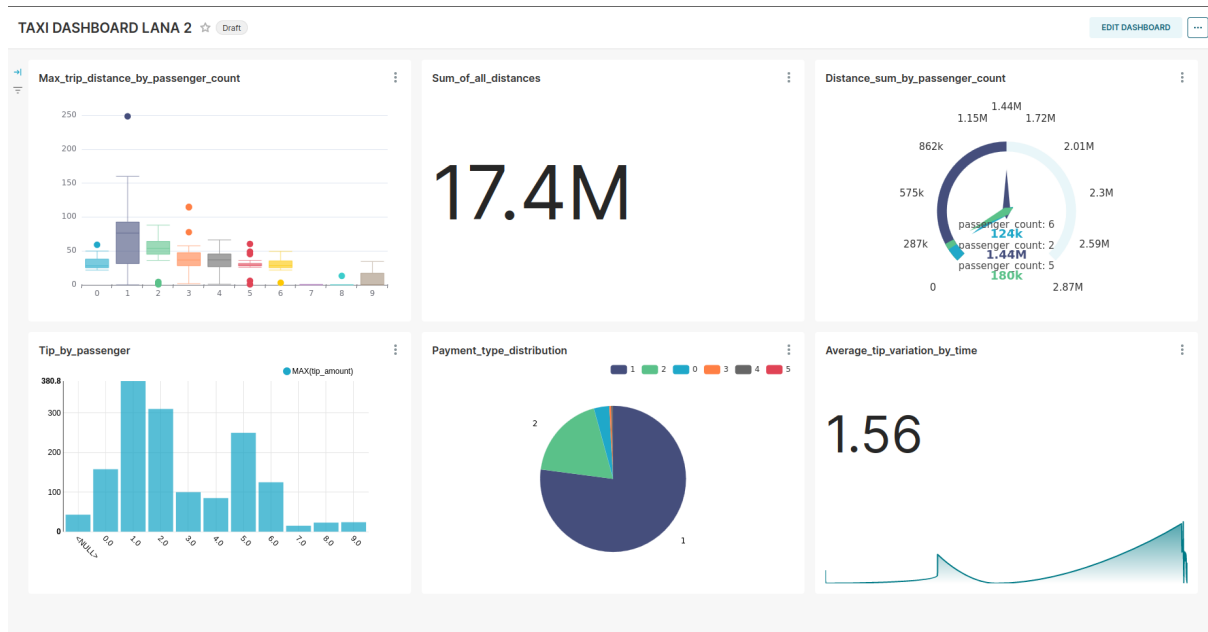 TAXI DASHBOARD LANA 2 Draft EDIT DASHBOARD ...
Max_trip_distance_by_passenger_count
250
200
150
100
50
0
0 1 2 3 4 5 6 7 8 9
Sum_of_all_distances
17.4M
Distance_sum_by_passenger_count
1.44M
1.15M 1.72M
862k 2.01M
575k 2.3M
passenger_count: 6
124k
287k passenger_count: 2 2.59M
1.44M
passenger_count: 5
180k
0 2.87M
Tip_by_passenger
MAX(tip_amount)
380.8
300
200
100
0
<NULL> 0.0 1.0 2.0 3.0 4.0 5.0 6.0 7.0 8.0 9.0
Payment_type_distribution
1 2 0 3 4 5
2
1
Average_tip_variation_by_time
1.56